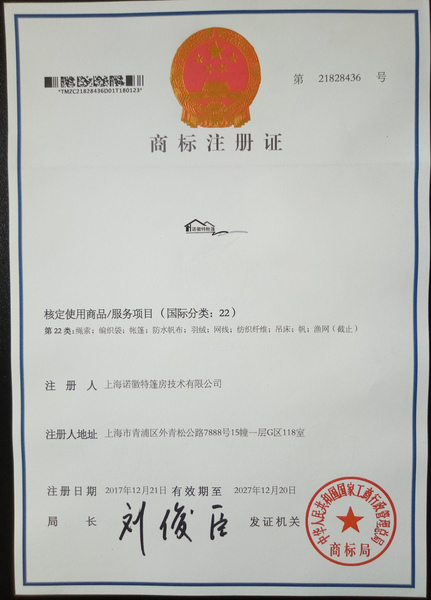 *TMZC21828436D01T180123*
第 21828436 号
商标注册证
诺徽特帐篷
核定使用商品/服务项目（国际分类：22）
第 22 类：绳索；编织袋；帐篷；防水帆布；羽绒；网线；纺织纤维；吊床；帆；渔网（截止）
注册人 上海诺徽特篷房技术有限公司
注册人地址 上海市青浦区外青松公路7888号15幢一层G区118室
注册日期 2017年12月21日 有效期至 2027年12月20日
局长 刘俊臣 发证机关
中华人民共和国国家工商行政管理总局
商标局